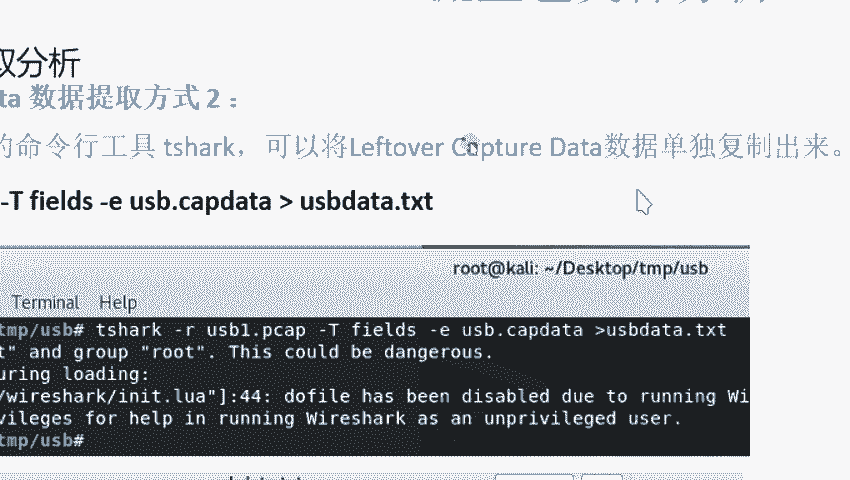 取分析
ta 数据提取方式 2：
的命令行工具 tshark，可以将Leftover Capture Data数据单独复制出来。
-T fields -e usb.capdata > usbdata.txt
root@kali: ~/Desktop/tmp/usb
Terminal Help
tmp/usb# tshark -r usb1.pcap -T fields -e usb.capdata >usbdata.txt
t" and group "root". This could be dangerous.
uring loading:
/wireshark/init.lua"]:44: dofile has been disabled due to running Wi
vileges for help in running Wireshark as an unprivileged user.
tmp/usb#